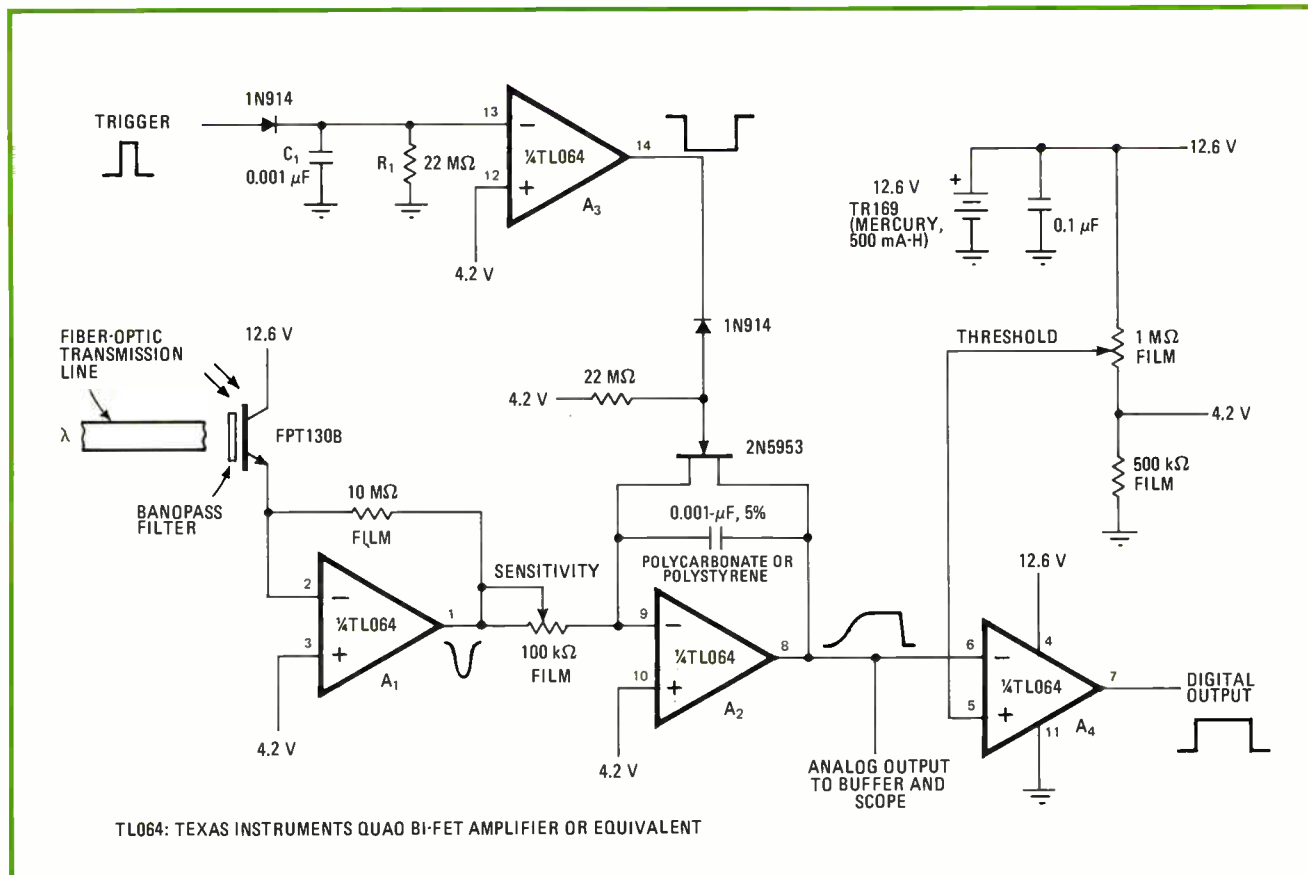 TRIGGER
1N914
C1
0.001 µF
R1
22 MΩ
13
12
–
+
¼TL064
14
A3
4.2 V
12.6 V
+
12.6 V
TR169
(MERCURY,
500 mA-H)
0.1 µF
1N914
THRESHOLD
1 MΩ
FILM
4.2 V
500 kΩ
FILM
FIBER-OPTIC
TRANSMISSION
LINE
λ
12.6 V
FPT130B
BANOPASS
FILTER
4.2 V
22 MΩ
2N5953
10 MΩ
FILM
0.001-µF, 5%
POLYCARBONATE OR
POLYSTYRENE
SENSITIVITY
2
3
–
+
¼TL064
1
A1
4.2 V
100 kΩ
FILM
9
10
–
+
¼TL064
8
A2
4.2 V
12.6 V
6
5
–
+
¼TL064
4
7
11
A4
DIGITAL
OUTPUT
ANALOG OUTPUT
TO BUFFER AND
SCOPE
TL064: TEXAS INSTRUMENTS QUAO BI-FET AMPLIFIER OR EQUIVALENT